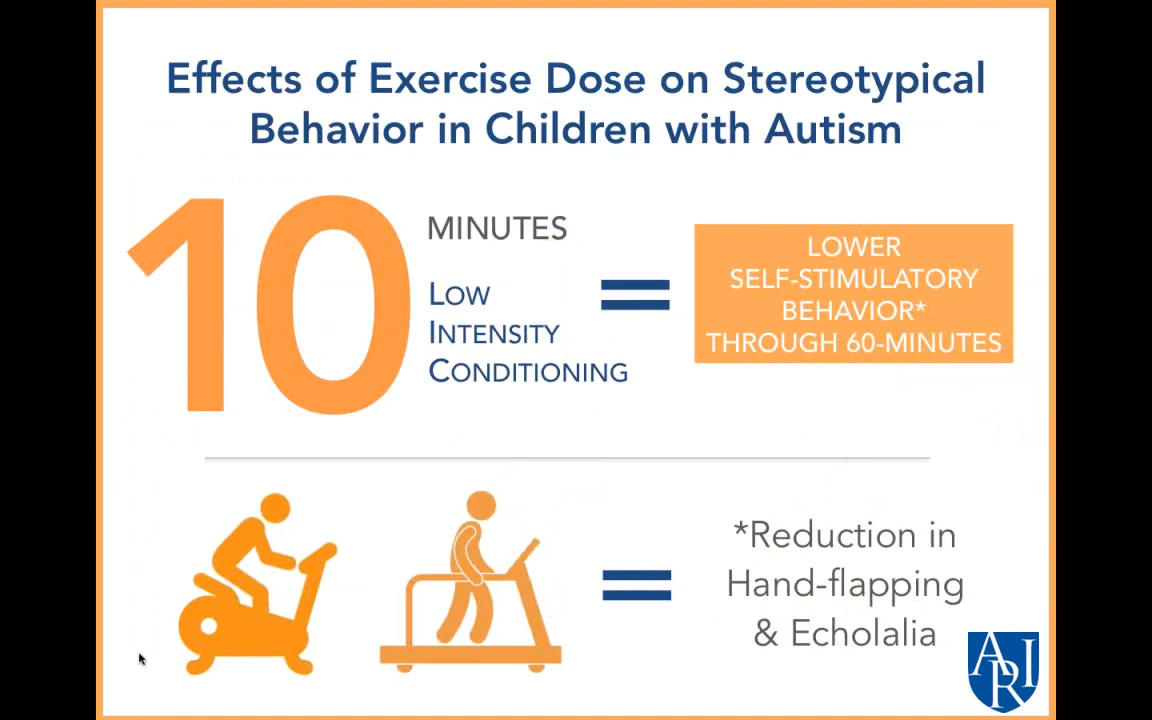 Effects of Exercise Dose on Stereotypical
Behavior in Children with Autism
10
MINUTES
LOW
INTENSITY
CONDITIONING
=
LOWER
SELF-STIMULATORY
BEHAVIOR*
THROUGH 60-MINUTES
=
*Reduction in
Hand-flapping
& Echolalia
ARI